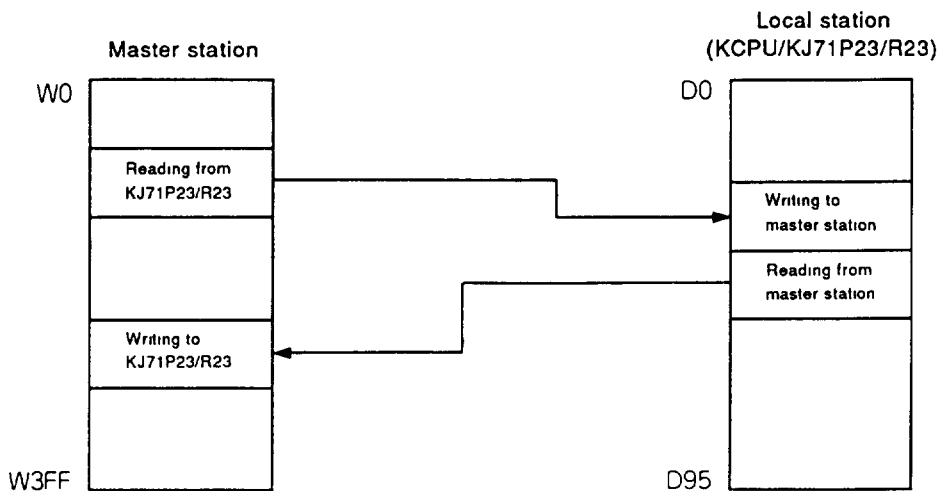 Master station
Local station
(KCPU/KJ71P23/R23)
W0
Reading from
KJ71P23/R23
Writing to
KJ71P23/R23
W3FF
D0
Writing to
master station
Reading from
master station
D95